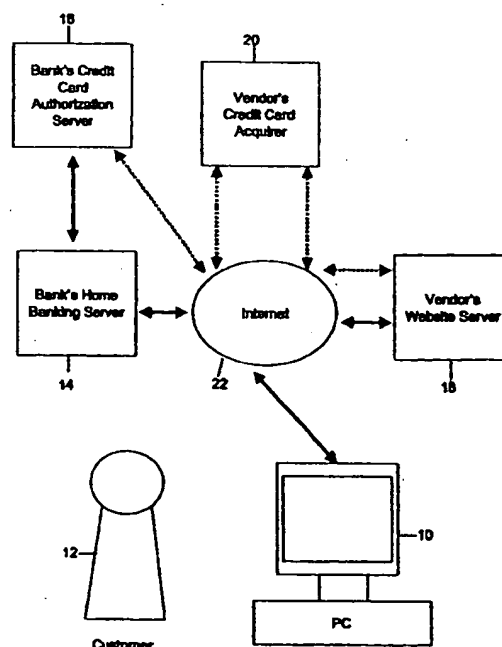 20
Bank's Credit
Card
Authorization
Server
Vendor's
Credit Card
Acquirer
Bank's Home
Banking Server
Internet
Vendor's
Website Server
14
22
18
12
10
Customer
PC